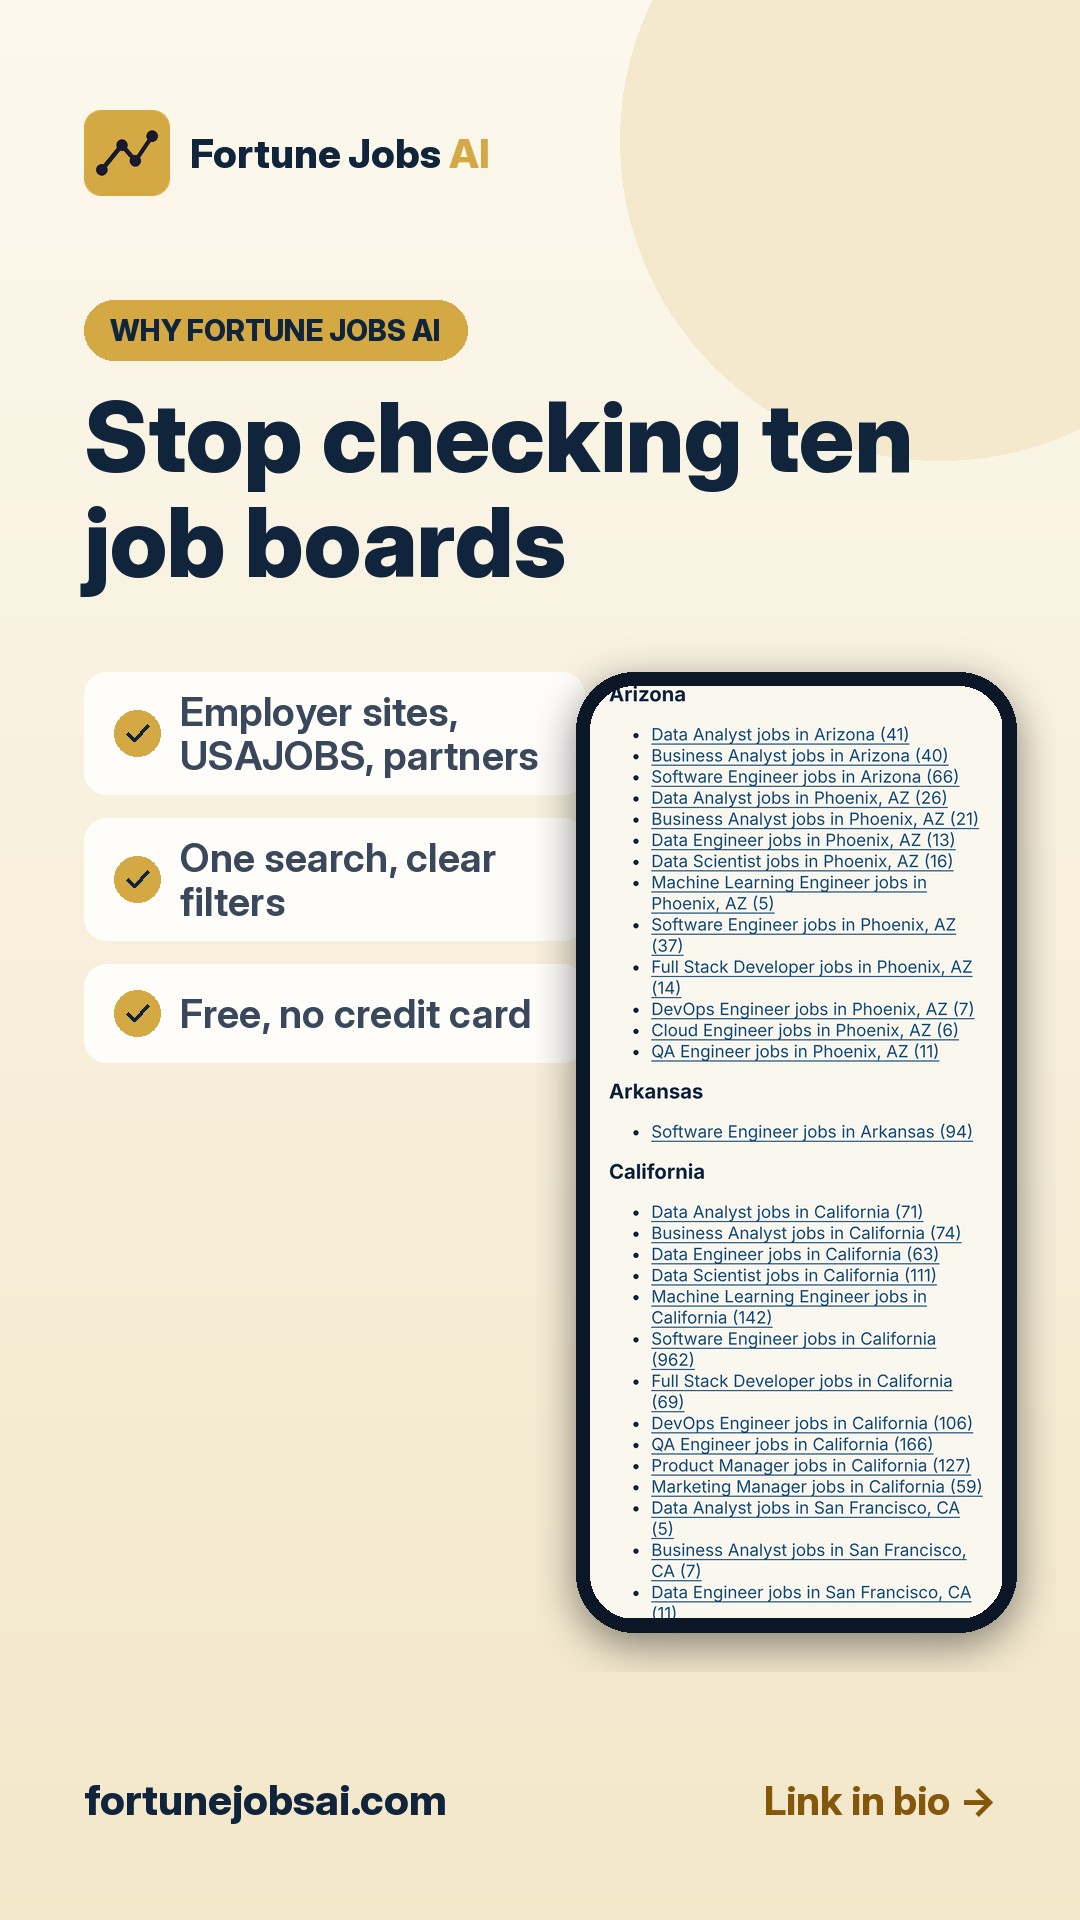 Fortune Jobs AI
WHY FORTUNE JOBS AI
Stop checking ten
job boards
Employer sites,
USAJOBS, partners
One search, clear
filters
Free, no credit card
Arizona
Data Analyst jobs in Arizona (41)
Business Analyst jobs in Arizona (40)
Software Engineer jobs in Arizona (66)
Data Analyst jobs in Phoenix, AZ (26)
Business Analyst jobs in Phoenix, AZ (21)
Data Engineer jobs in Phoenix, AZ (13)
Data Scientist jobs in Phoenix, AZ (16)
Machine Learning Engineer jobs in
Phoenix, AZ (5)
Software Engineer jobs in Phoenix, AZ
(37)
Full Stack Developer jobs in Phoenix, AZ
(14)
DevOps Engineer jobs in Phoenix, AZ (7)
Cloud Engineer jobs in Phoenix, AZ (6)
QA Engineer jobs in Phoenix, AZ (11)
Arkansas
Software Engineer jobs in Arkansas (94)
California
Data Analyst jobs in California (71)
Business Analyst jobs in California (74)
Data Engineer jobs in California (63)
Data Scientist jobs in California (111)
Machine Learning Engineer jobs in
California (142)
Software Engineer jobs in California
(962)
Full Stack Developer jobs in California
(69)
DevOps Engineer jobs in California (106)
QA Engineer jobs in California (166)
Product Manager jobs in California (127)
Marketing Manager jobs in California (59)
Data Analyst jobs in San Francisco, CA
(5)
Business Analyst jobs in San Francisco,
CA (7)
Data Engineer jobs in San Francisco, CA
(11)
fortunejobsai.com
Link in bio →